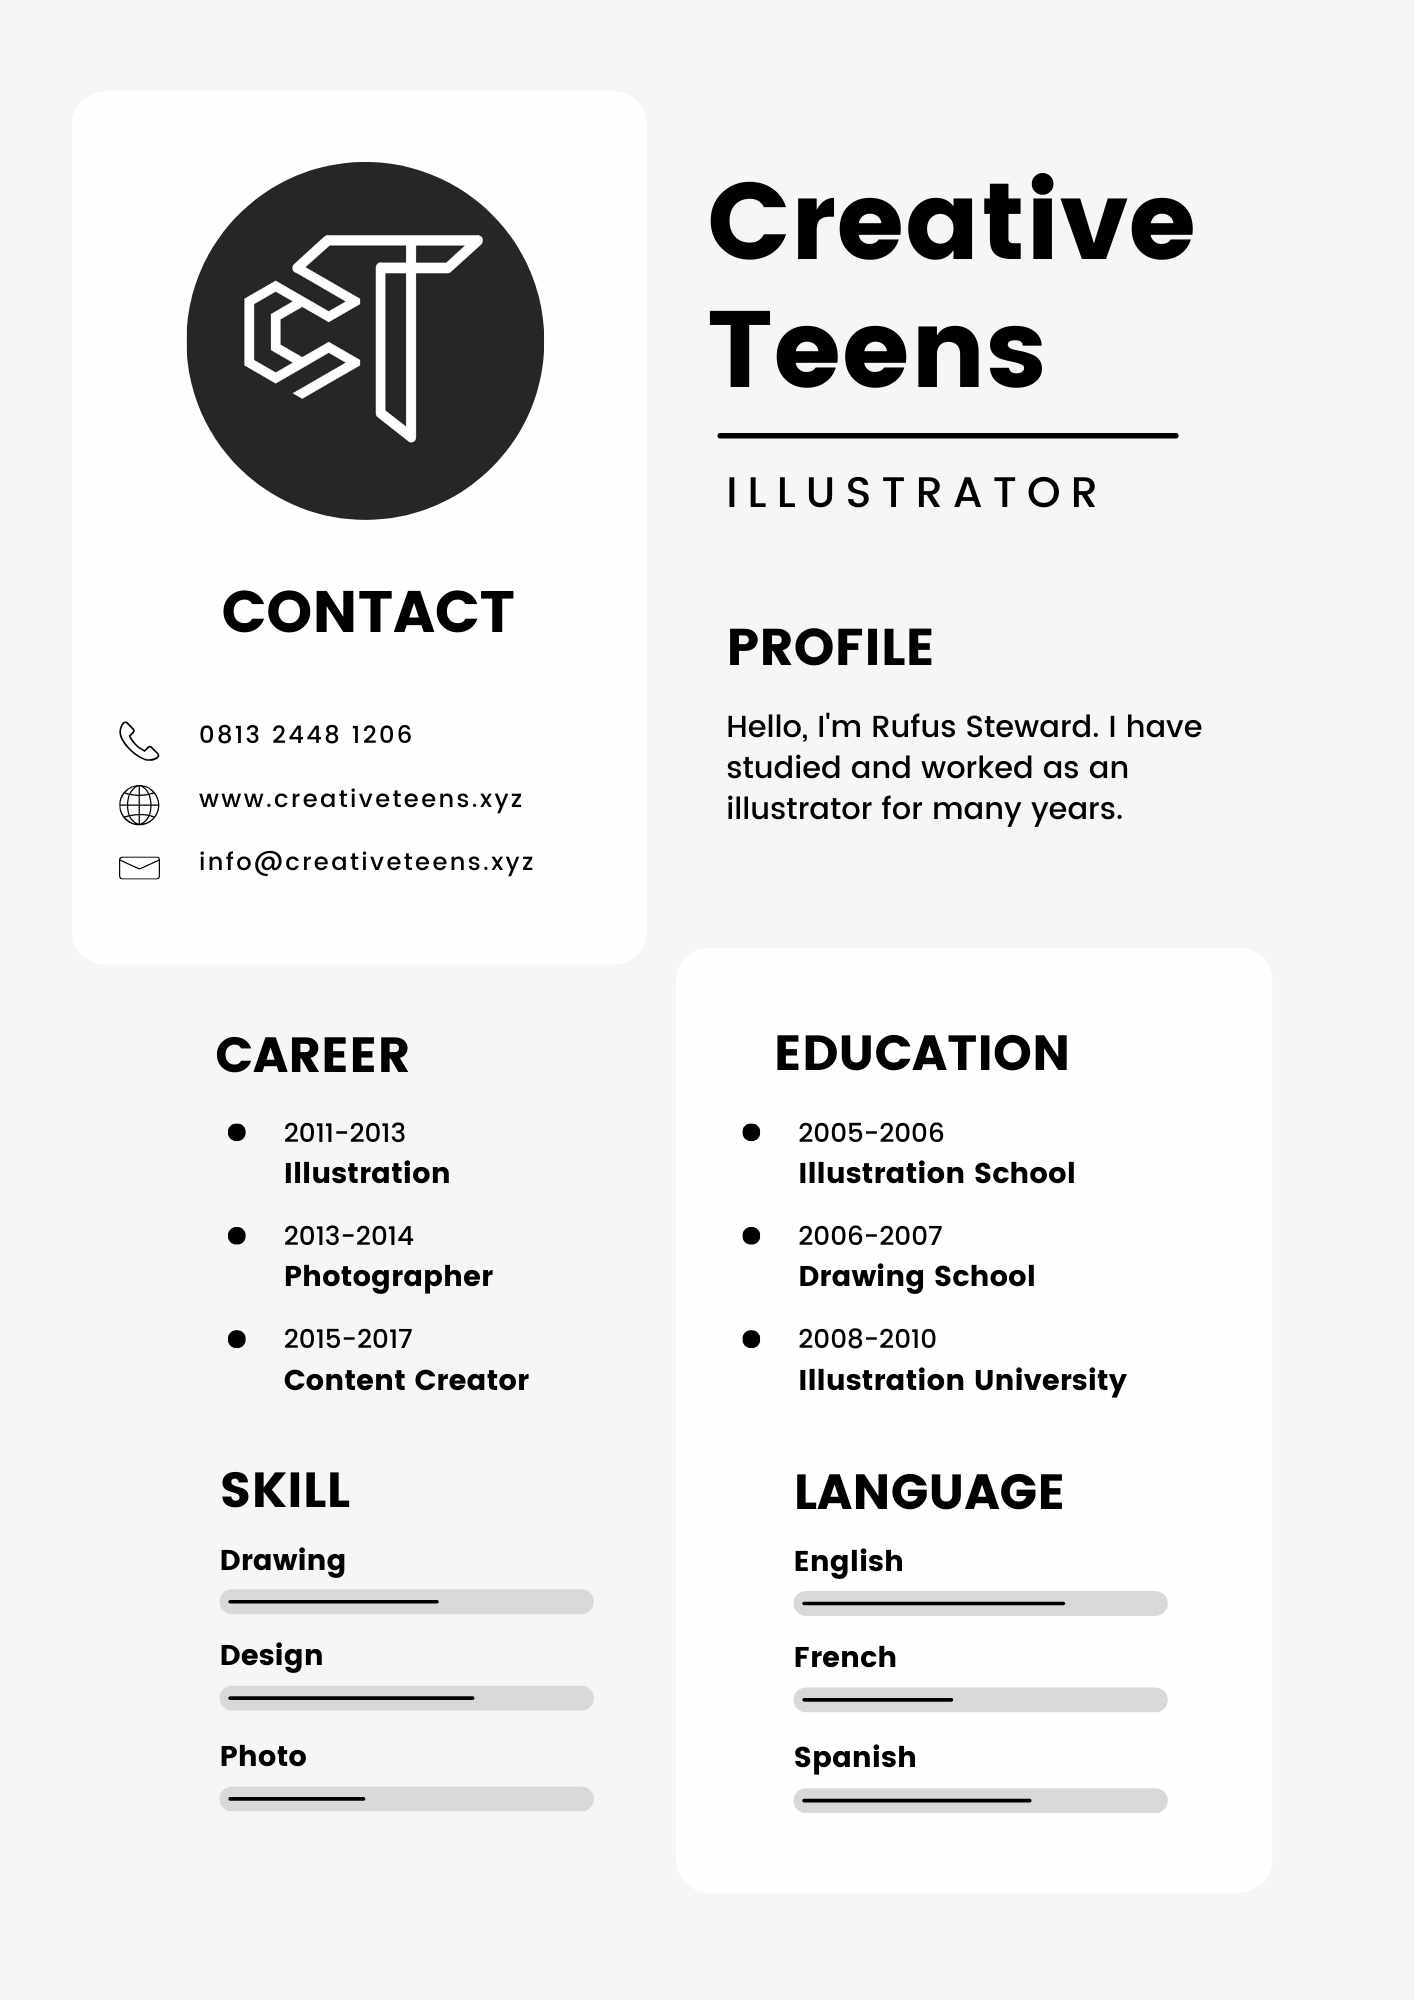 CT
Creative
Teens
ILLUSTRATOR
CONTACT
0813 2448 1206
www.creativeteens.xyz
info@creativeteens.xyz
PROFILE
Hello, I'm Rufus Steward. I have
studied and worked as an
illustrator for many years.
CAREER
2011-2013
Illustration
2013-2014
Photographer
2015-2017
Content Creator
EDUCATION
2005-2006
Illustration School
2006-2007
Drawing School
2008-2010
Illustration University
SKILL
Drawing
Design
Photo
LANGUAGE
English
French
Spanish